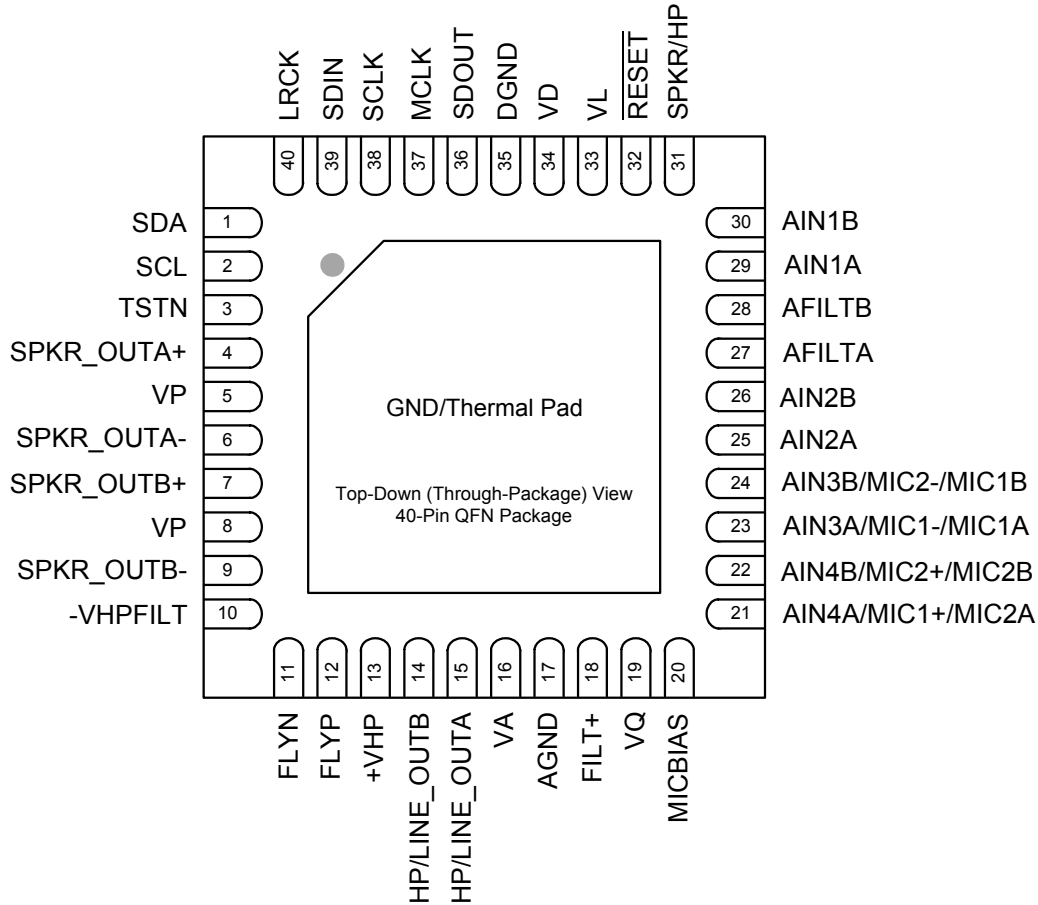 LRCK
SDIN
SCLK
MCLK
SDOUT
DGND
VD
VL
RESET
SPKR/HP
40
39
38
37
36
35
34
33
32
31
SDA 1
SCL 2
TSTN 3
SPKR_OUTA+ 4
VP 5
SPKR_OUTA- 6
SPKR_OUTB+ 7
VP 8
SPKR_OUTB- 9
-VHPFILT 10
GND/Thermal Pad
Top-Down (Through-Package) View
40-Pin QFN Package
30 AIN1B
29 AIN1A
28 AFILTB
27 AFILTA
26 AIN2B
25 AIN2A
24 AIN3B/MIC2-/MIC1B
23 AIN3A/MIC1-/MIC1A
22 AIN4B/MIC2+/MIC2B
21 AIN4A/MIC1+/MIC2A
11
12
13
14
15
16
17
18
19
20
FLYN
FLYP
+VHP
HP/LINE_OUTB
HP/LINE_OUTA
VA
AGND
FILT+
VQ
MICBIAS